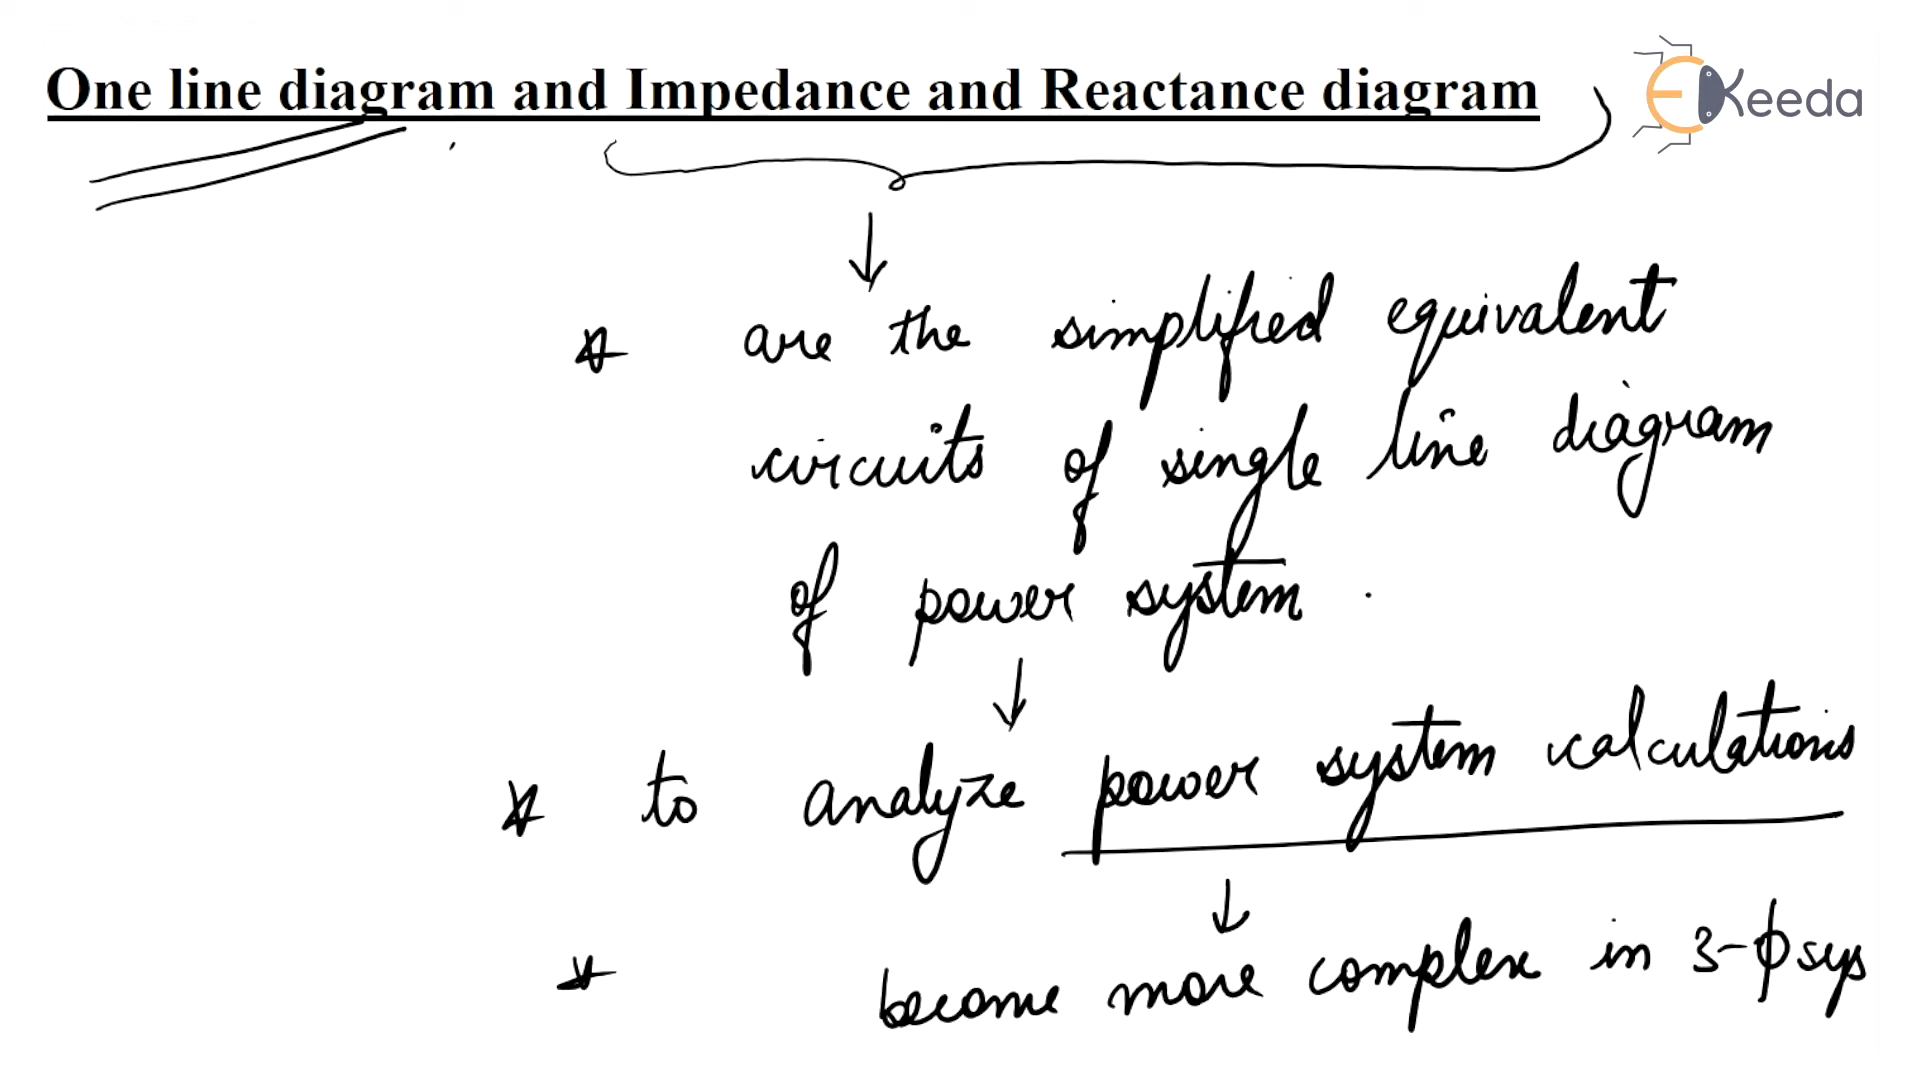 One line diagram and Impedance and Reactance diagram
EKeeda
* are the simplified equivalent
circuits of single line diagram
of power system.
* to analyze power system calculations
* become more complex in 3-ϕ sys